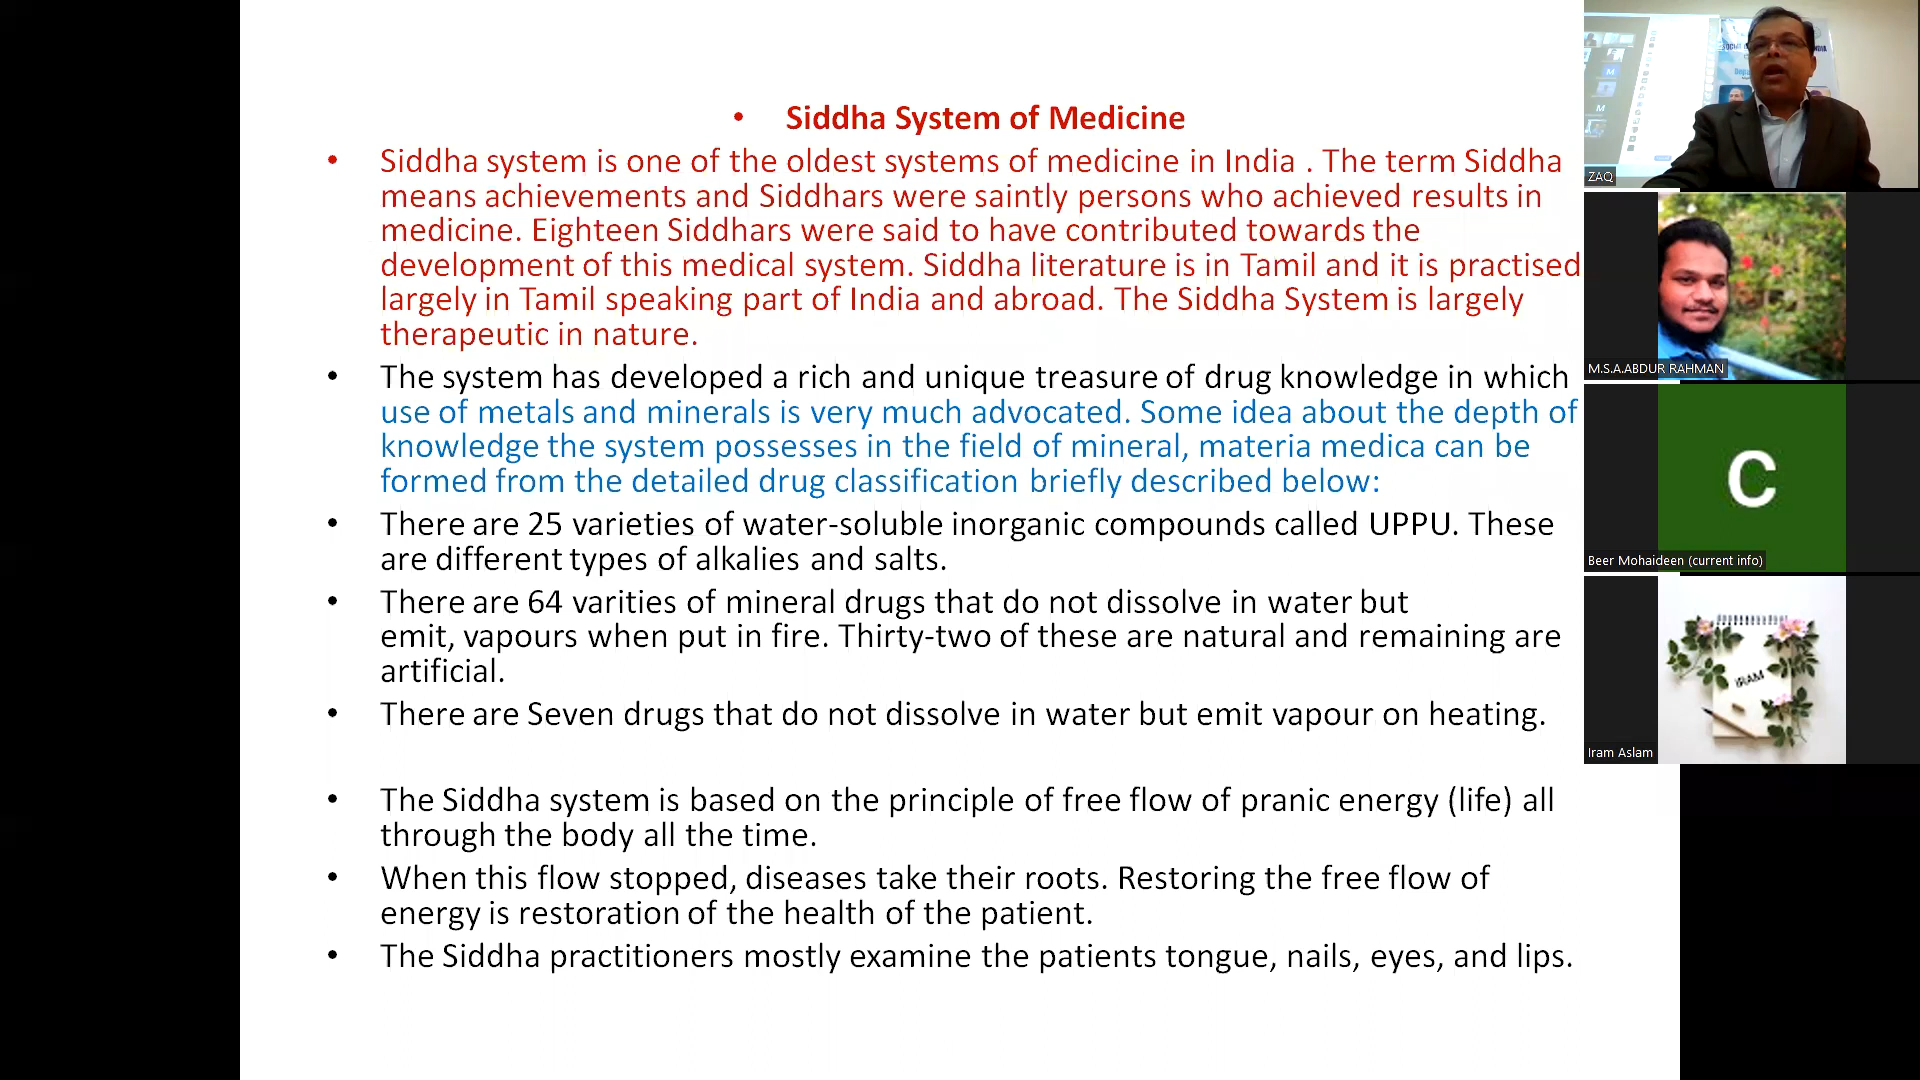 • Siddha System of Medicine
• Siddha system is one of the oldest systems of medicine in India . The term Siddha
means achievements and Siddhars were saintly persons who achieved results in
medicine. Eighteen Siddhars were said to have contributed towards the
development of this medical system. Siddha literature is in Tamil and it is practised
largely in Tamil speaking part of India and abroad. The Siddha System is largely
therapeutic in nature.
• The system has developed a rich and unique treasure of drug knowledge in which
use of metals and minerals is very much advocated. Some idea about the depth of
knowledge the system possesses in the field of mineral, materia medica can be
formed from the detailed drug classification briefly described below:
• There are 25 varieties of water-soluble inorganic compounds called UPPU. These
are different types of alkalies and salts.
• There are 64 varities of mineral drugs that do not dissolve in water but
emit, vapours when put in fire. Thirty-two of these are natural and remaining are
artificial.
• There are Seven drugs that do not dissolve in water but emit vapour on heating.
• The Siddha system is based on the principle of free flow of pranic energy (life) all
through the body all the time.
• When this flow stopped, diseases take their roots. Restoring the free flow of
energy is restoration of the health of the patient.
• The Siddha practitioners mostly examine the patients tongue, nails, eyes, and lips.
ZAQ
M.S.A.ABDUR RAHMAN
C
Beer Mohaideen (current info)
IRAM
Iram Aslam